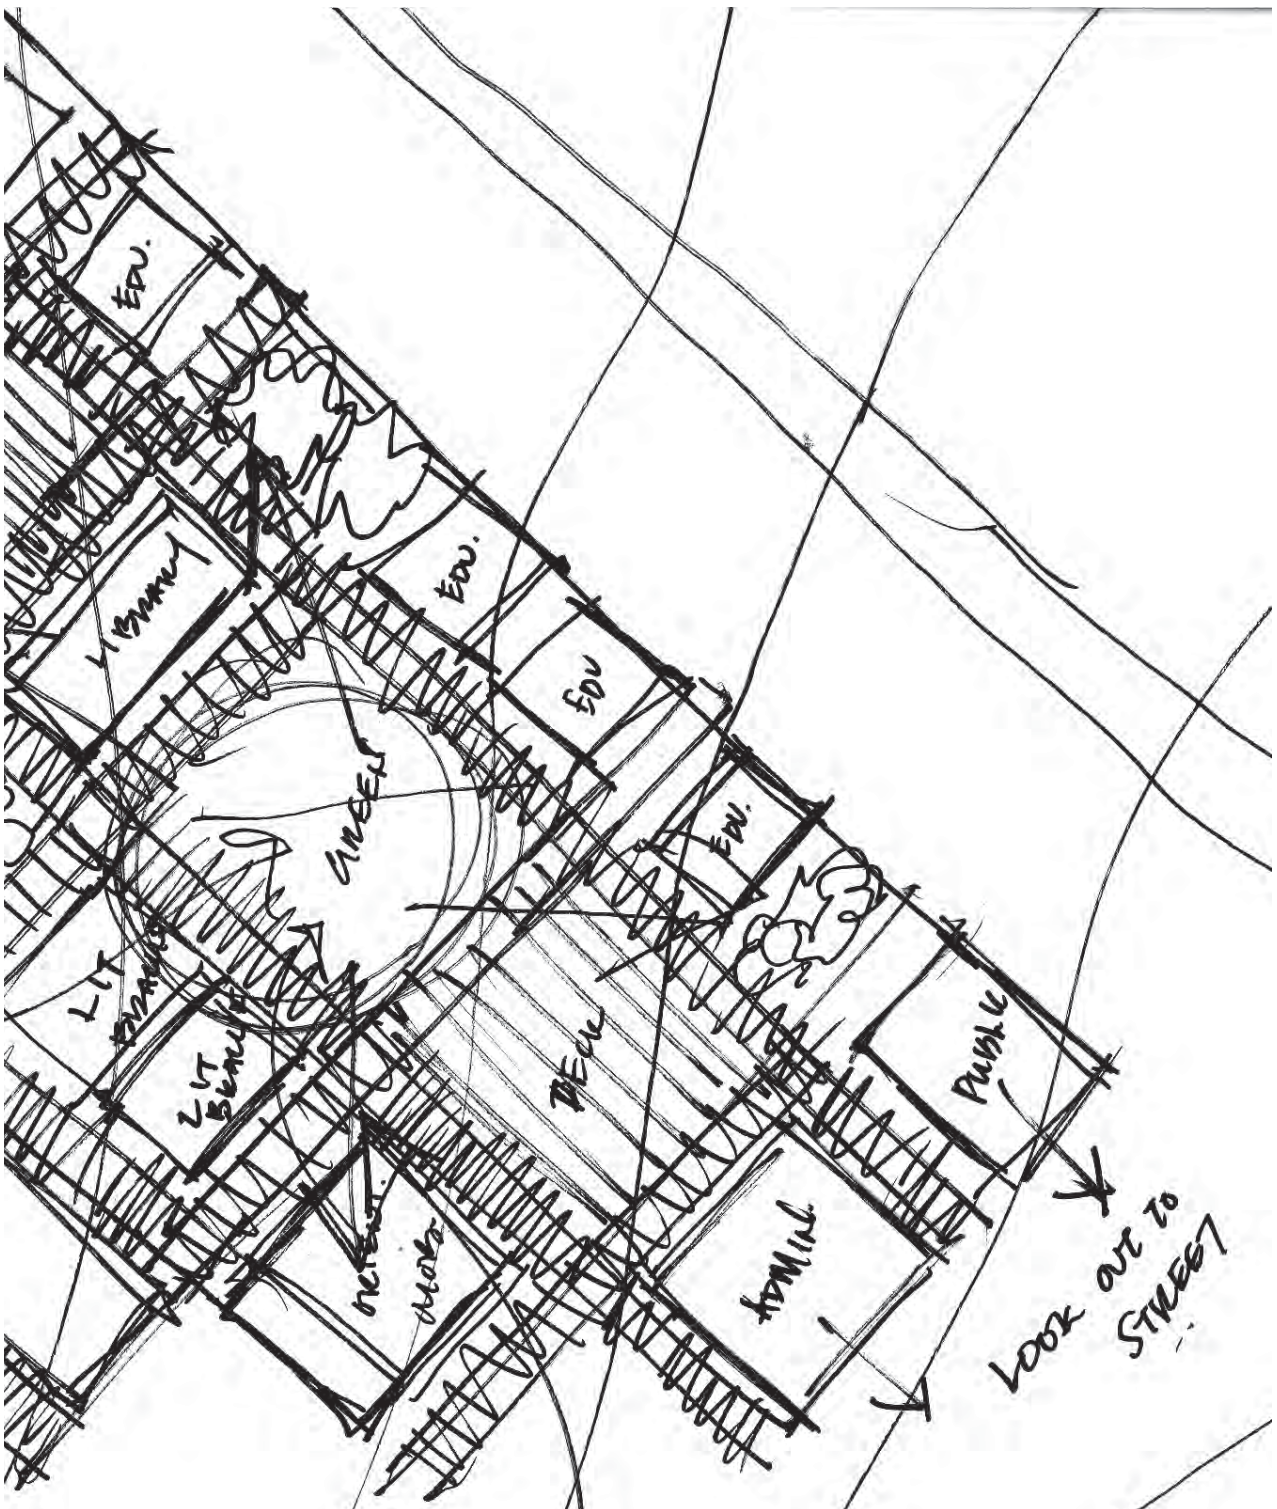 EDU.
LIBRARY
EDU.
EDU
EDU.
GREEN
LIT
LIT
DECK
PUBLIC
ADMIN.
LOOK OUT TO
STREET